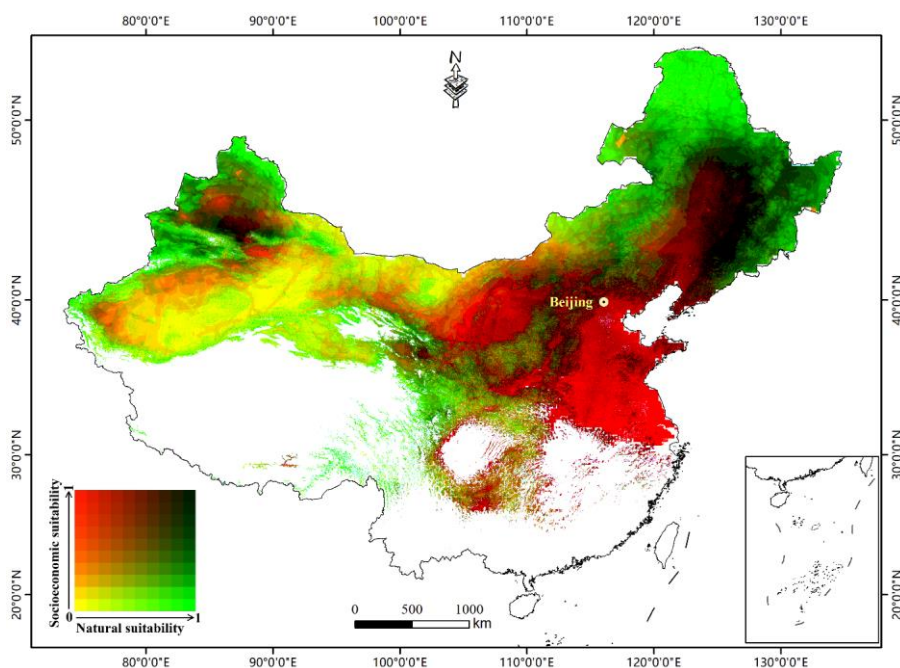 80°0'0"E 90°0'0"E 100°0'0"E 110°0'0"E 120°0'0"E 130°0'0"E
N
50°0'0"N 50°0'0"N
40°0'0"N 40°0'0"N
Beijing
30°0'0"N 30°0'0"N
20°0'0"N 20°0'0"N
Socioeconomic suitability
1
0
Natural suitability
1
0 500 1000
km
80°0'0"E 90°0'0"E 100°0'0"E 110°0'0"E 120°0'0"E 130°0'0"E